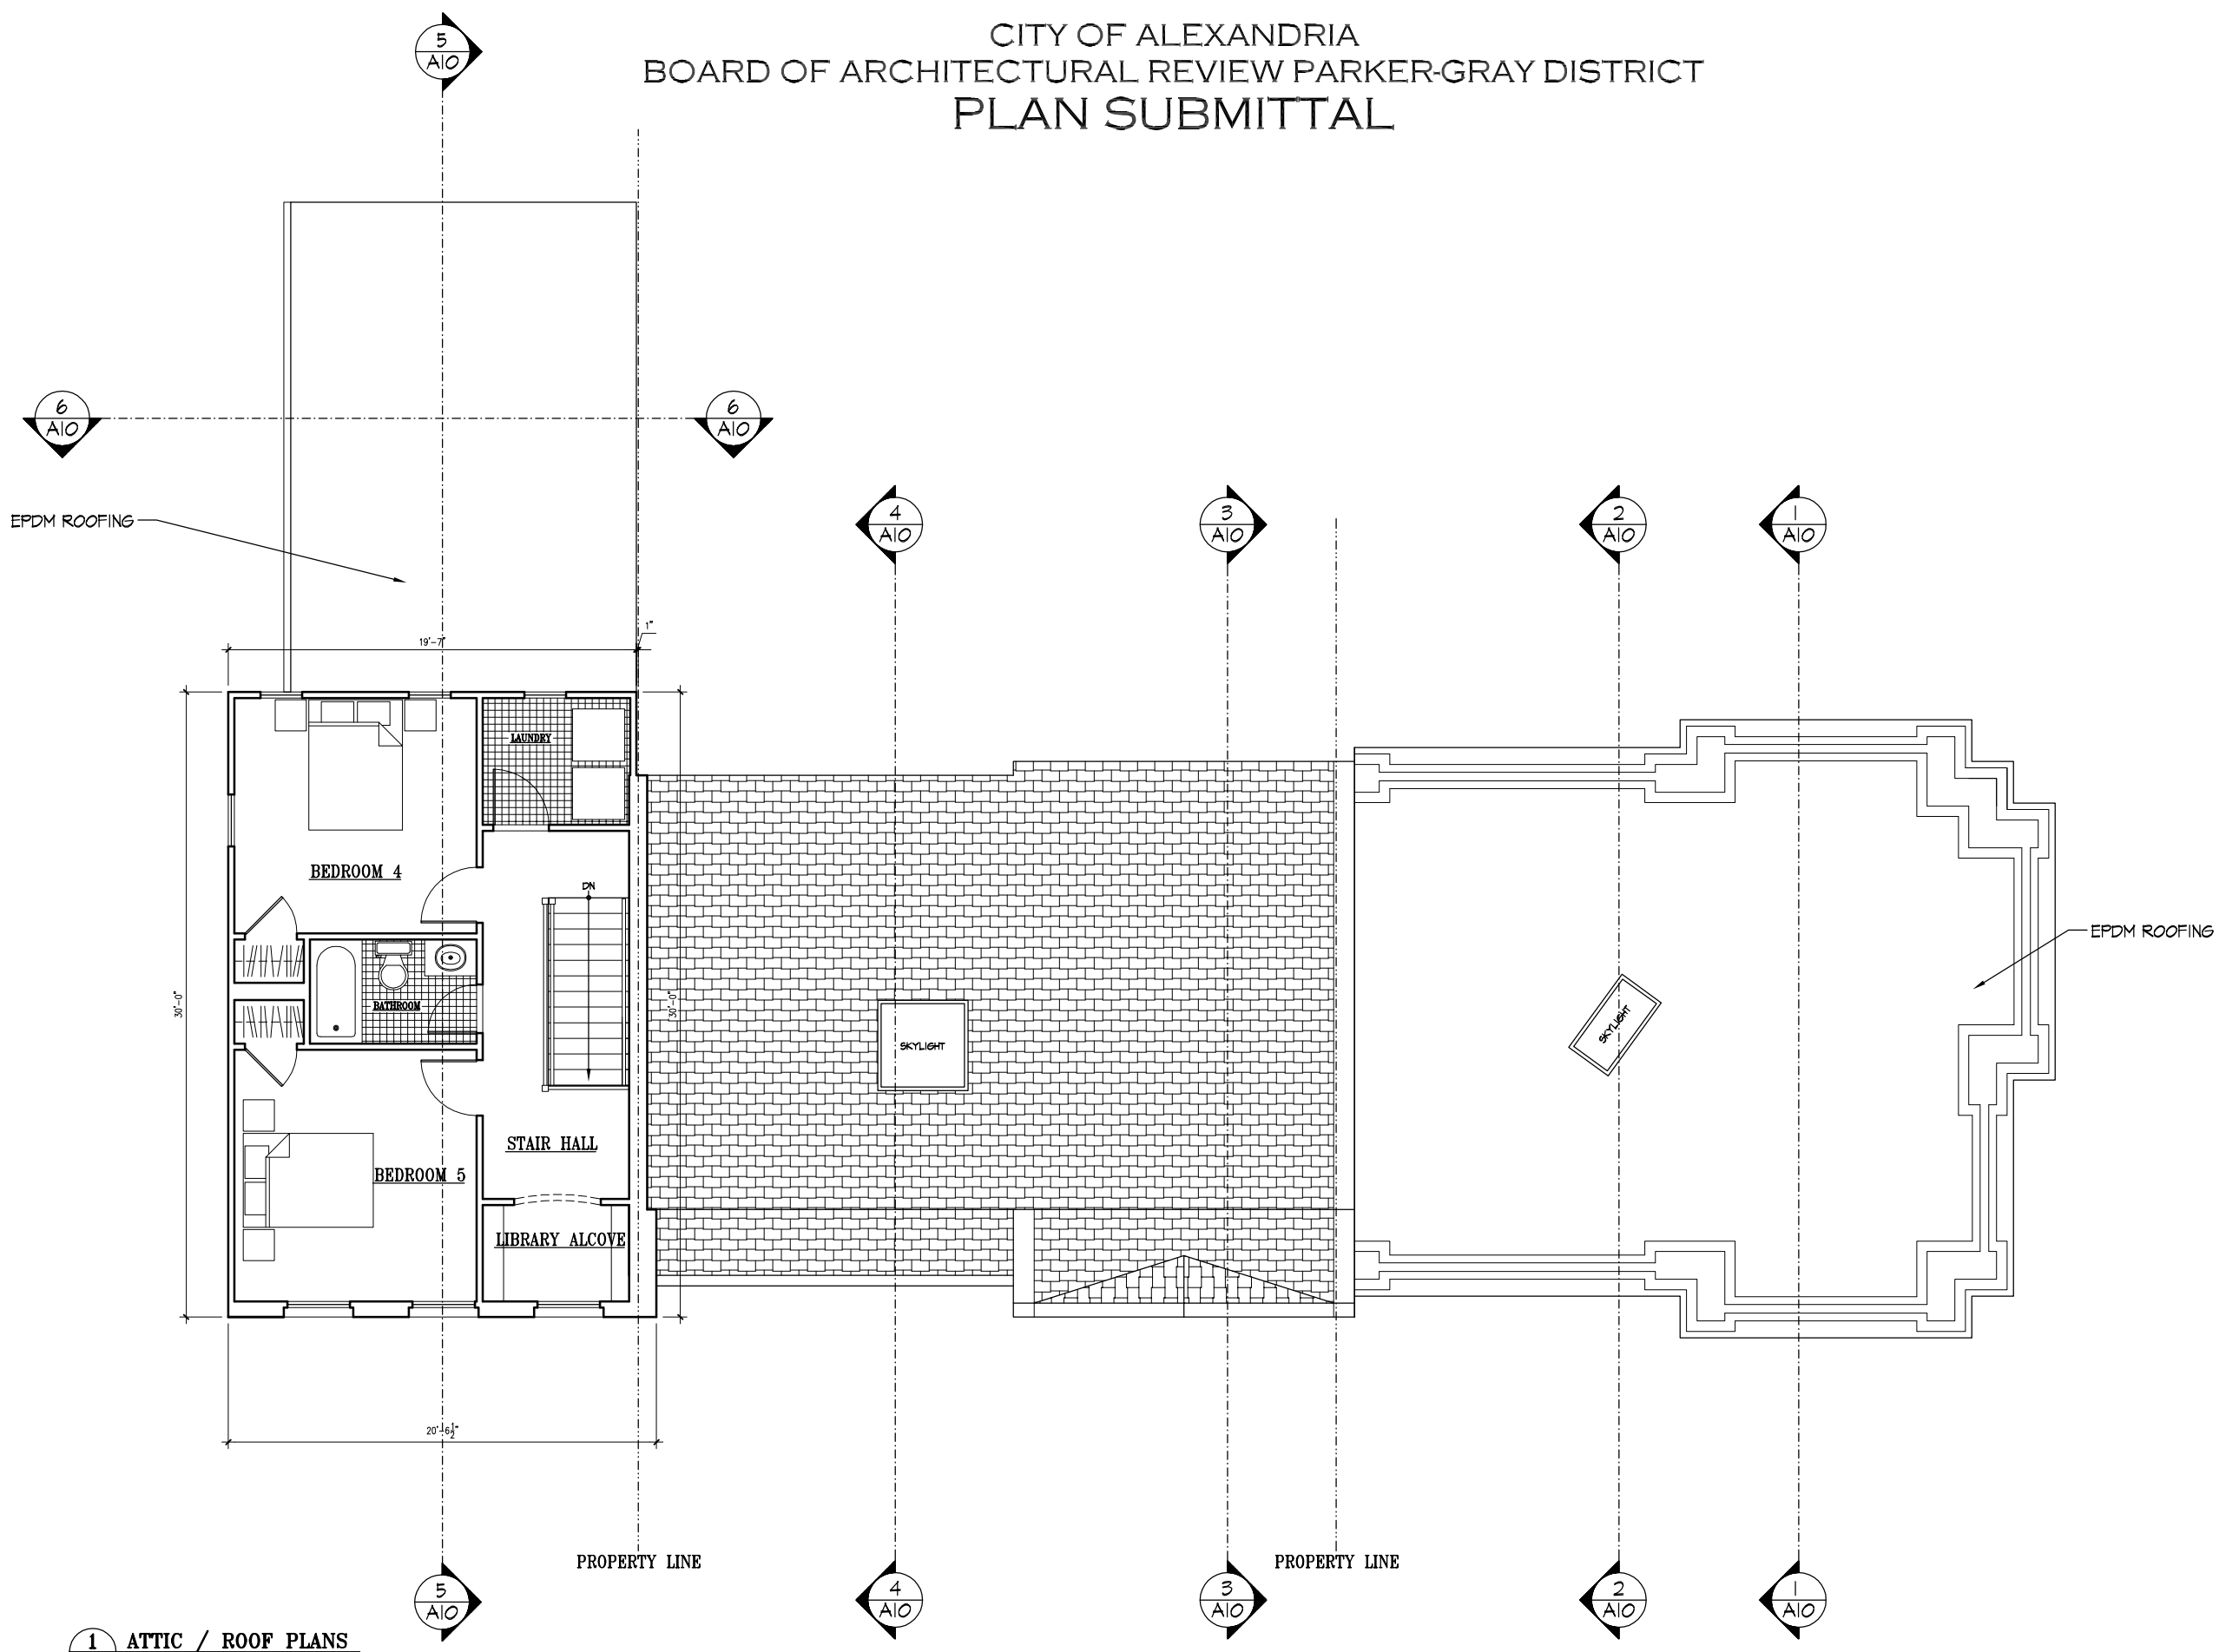 CITY OF ALEXANDRIA
BOARD OF ARCHITECTURAL REVIEW PARKER-GRAY DISTRICT
PLAN SUBMITTAL
5
A10
6
A10
6
A10
EPDM ROOFING
4
A10
3
A10
2
A10
1
A10
19'-7"
1"
LAUNDRY
BEDROOM 4
DN
EPDM ROOFING
BATHROOM
30'-0"
30'-0"
SKYLIGHT
SKYLIGHT
STAIR HALL
BEDROOM 5
LIBRARY ALCOVE
20'-6 1/2"
PROPERTY LINE
PROPERTY LINE
5
A10
4
A10
3
A10
2
A10
1
A10
1 ATTIC / ROOF PLANS